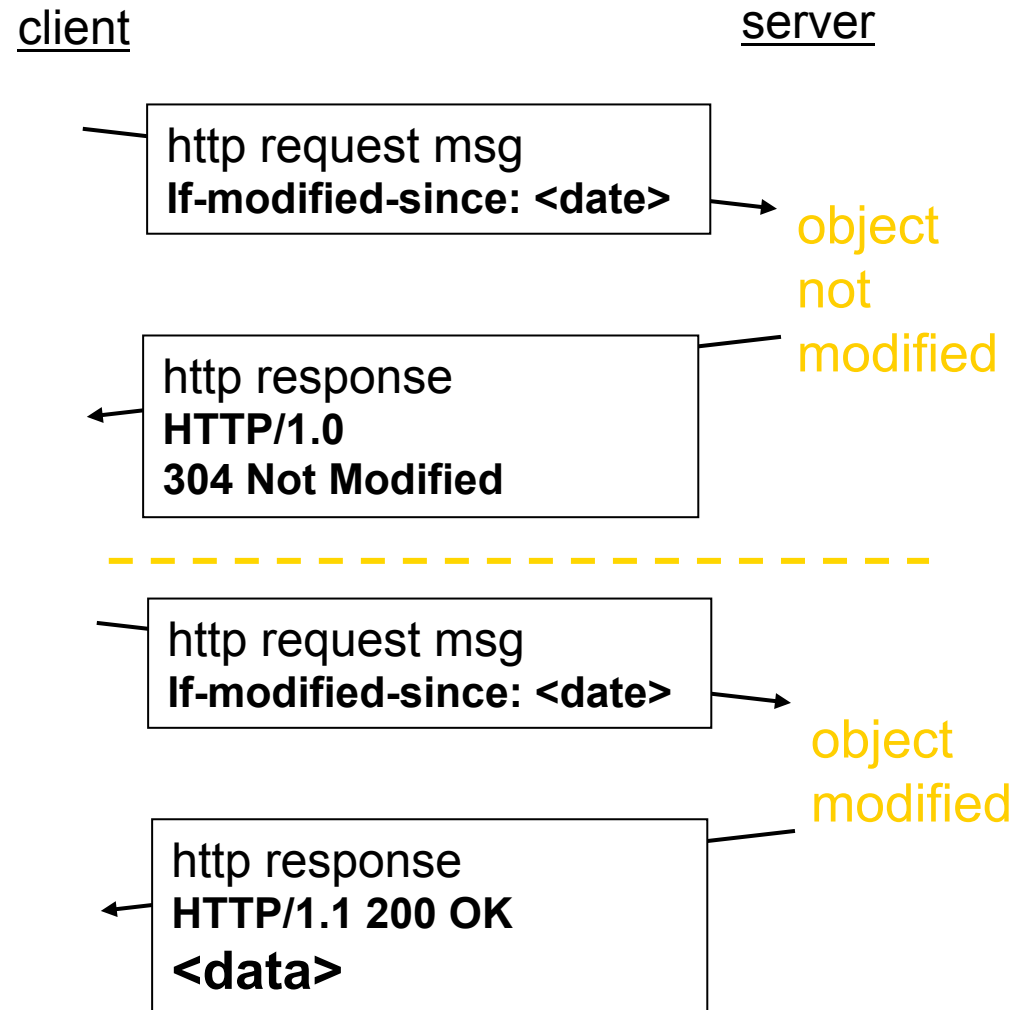 client
server
http request msg
If-modified-since: <date>
object
not
modified
http response
HTTP/1.0
304 Not Modified
http request msg
If-modified-since: <date>
object
modified
http response
HTTP/1.1 200 OK
<data>